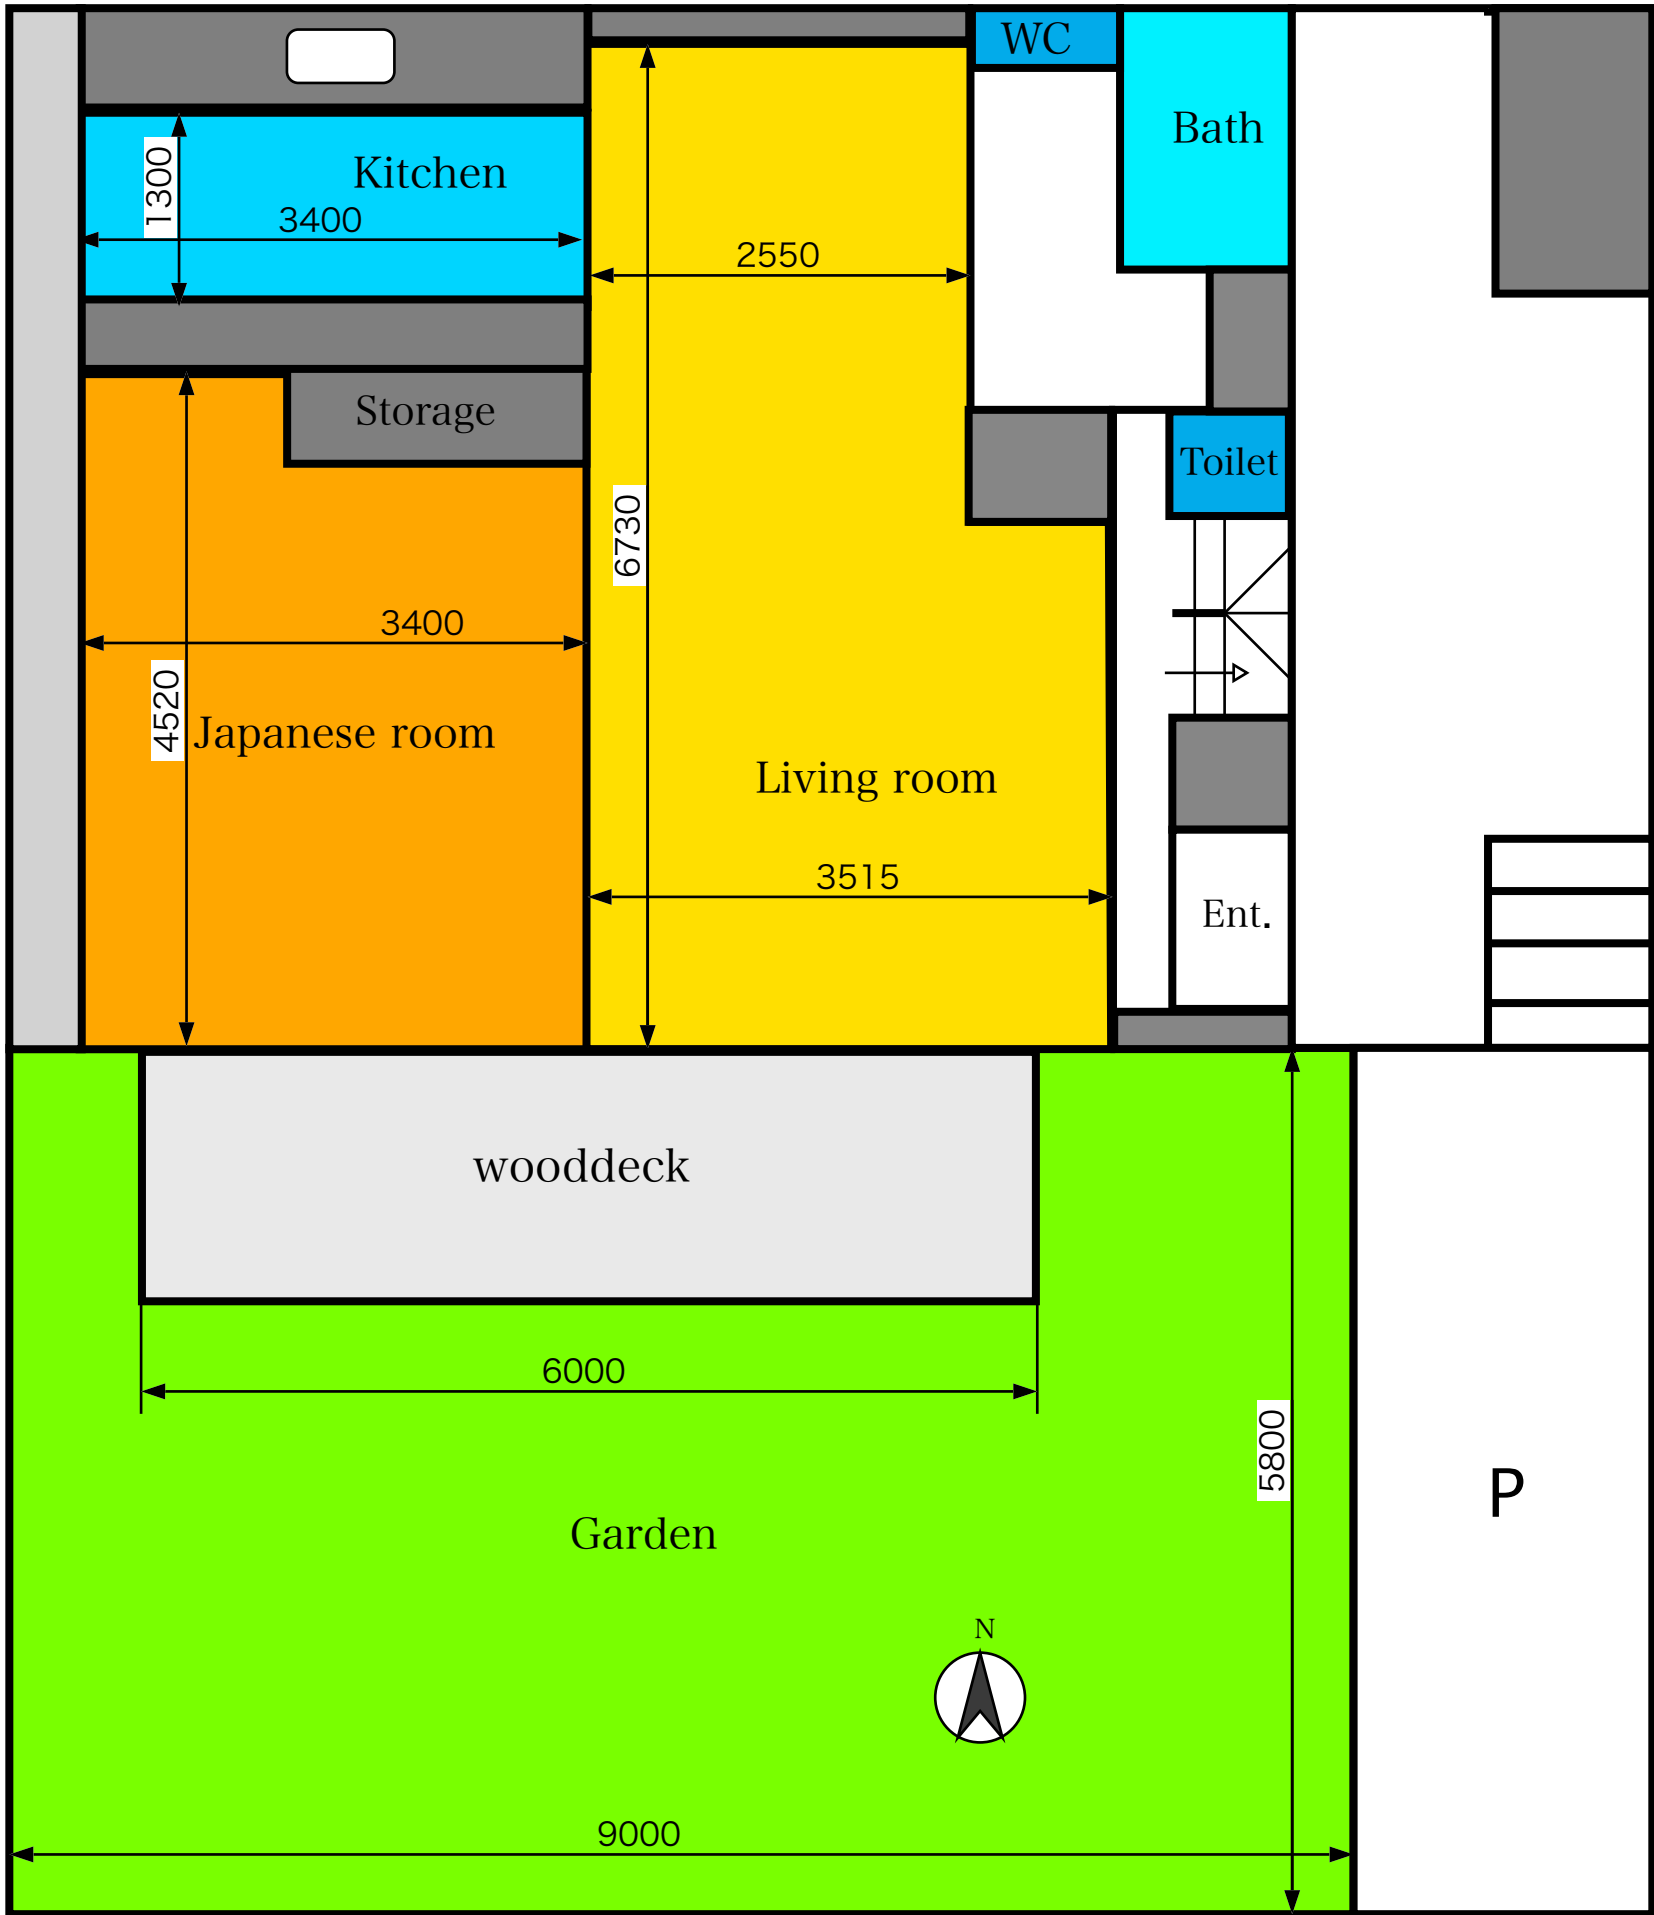 WC
Bath
Kitchen
1300
3400
2550
Storage
Toilet
6730
3400
4520
Japanese room
Living room
3515
Ent.
wooddeck
6000
5800
P
Garden
N
9000